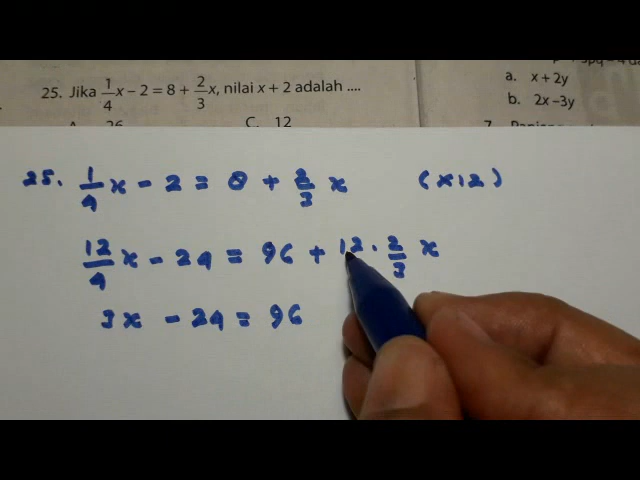 25. Jika 1/4 x – 2 = 8 + 2/3 x, nilai x + 2 adalah ....
C. 12
a. x + 2y
b. 2x – 3y
25. 1/4 x - 2 = 8 + 2/3 x (x12)
12/4 x - 24 = 96 + 12 . 2/3 x
3x - 24 = 96